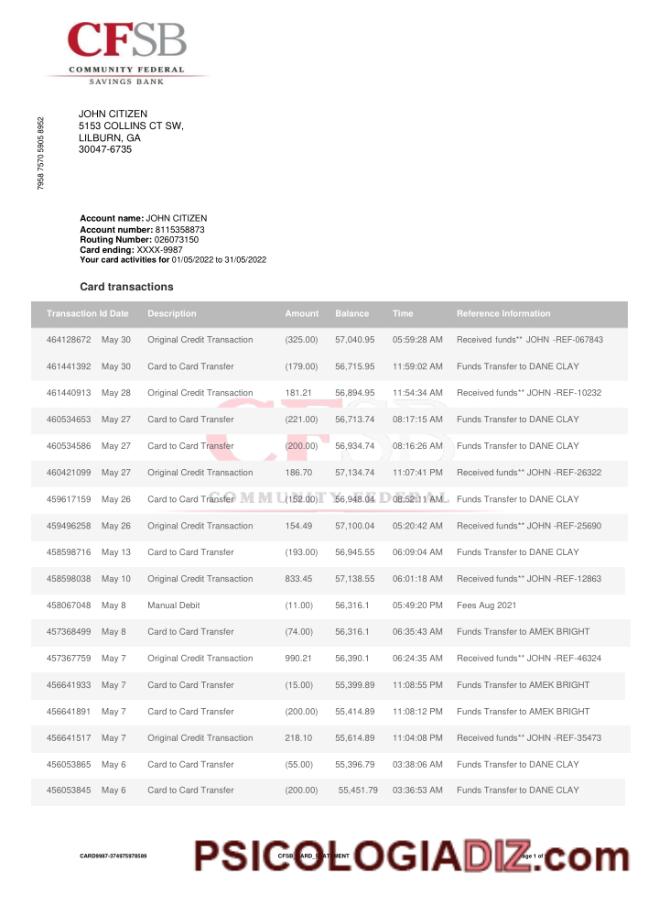 CFSB
COMMUNITY FEDERAL
SAVINGS BANK
7958 7570 5905 8952
JOHN CITIZEN
5153 COLLINS CT SW,
LILBURN, GA
30047-6735
Account name: JOHN CITIZEN
Account number: 8115358873
Routing Number: 026073150
Card ending: XXXX-9987
Your card activities for 01/05/2022 to 31/05/2022
Card transactions
Transaction Id Date Description Amount Balance Time Reference Information
464128672 May 30 Original Credit Transaction (325.00) 57,040.95 05:59:28 AM Received funds** JOHN -REF-067843
461441392 May 30 Card to Card Transfer (179.00) 56,715.95 11:59:02 AM Funds Transfer to DANE CLAY
461440913 May 28 Original Credit Transaction 181.21 56,894.95 11:54:34 AM Received funds** JOHN -REF-10232
460534653 May 27 Card to Card Transfer (221.00) 56,713.74 08:17:15 AM Funds Transfer to DANE CLAY
460534586 May 27 Card to Card Transfer (200.00) 56,934.74 08:16:26 AM Funds Transfer to DANE CLAY
460421099 May 27 Original Credit Transaction 186.70 57,134.74 11:07:41 PM Received funds** JOHN -REF-26322
459617159 May 26 Card to Card Transfer (152.00) 56,948.04 08:52:11 AM Funds Transfer to DANE CLAY
459496258 May 26 Original Credit Transaction 154.49 57,100.04 05:20:42 AM Received funds** JOHN -REF-25690
458598716 May 13 Card to Card Transfer (193.00) 56,945.55 06:09:04 AM Funds Transfer to DANE CLAY
458598038 May 10 Original Credit Transaction 833.45 57,138.55 06:01:18 AM Received funds** JOHN -REF-12863
458067048 May 8 Manual Debit (11.00) 56,316.1 05:49:20 PM Fees Aug 2021
457368499 May 8 Card to Card Transfer (74.00) 56,316.1 06:35:43 AM Funds Transfer to AMEK BRIGHT
457367759 May 7 Original Credit Transaction 990.21 56,390.1 06:24:35 AM Received funds** JOHN -REF-46324
456641933 May 7 Card to Card Transfer (15.00) 55,399.89 11:08:55 PM Funds Transfer to AMEK BRIGHT
456641891 May 7 Card to Card Transfer (200.00) 55,414.89 11:08:12 PM Funds Transfer to AMEK BRIGHT
456641517 May 7 Original Credit Transaction 218.10 55,614.89 11:04:08 PM Received funds** JOHN -REF-35473
456053865 May 6 Card to Card Transfer (55.00) 55,396.79 03:38:06 AM Funds Transfer to DANE CLAY
456053845 May 6 Card to Card Transfer (200.00) 55,451.79 03:36:53 AM Funds Transfer to DANE CLAY
CFSB
COMMUNITY FEDERAL
CARD9987-374975978589
PSICOLOGIADIZ.com